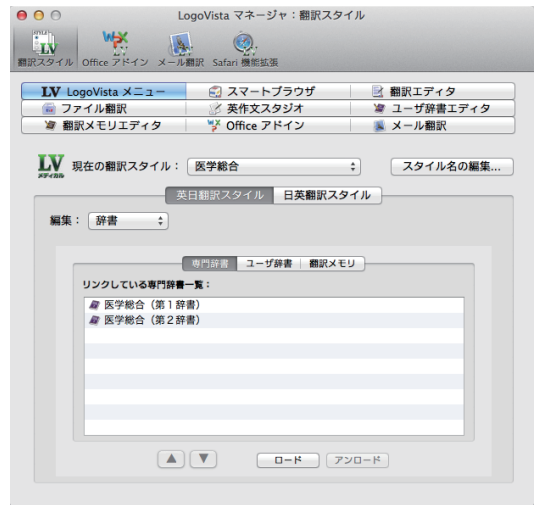 LogoVista マネージャ：翻訳スタイル
翻訳スタイル Office アドイン メール翻訳 Safari 機能拡張
LV LogoVista メニュー スマートブラウザ 翻訳エディタ
ファイル翻訳 英作文スタジオ ユーザ辞書エディタ
翻訳メモリエディタ Office アドイン メール翻訳
LV メディカル 現在の翻訳スタイル： 医学総合 スタイル名の編集...
英日翻訳スタイル 日英翻訳スタイル
編集： 辞書
専門辞書 ユーザ辞書 翻訳メモリ
リンクしている専門辞書一覧：
医学総合（第１辞書）
医学総合（第２辞書）
ロード アンロード